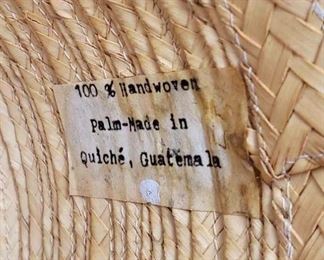 100 % Handwoven
Palm-Made in
Quiché, Guatemala